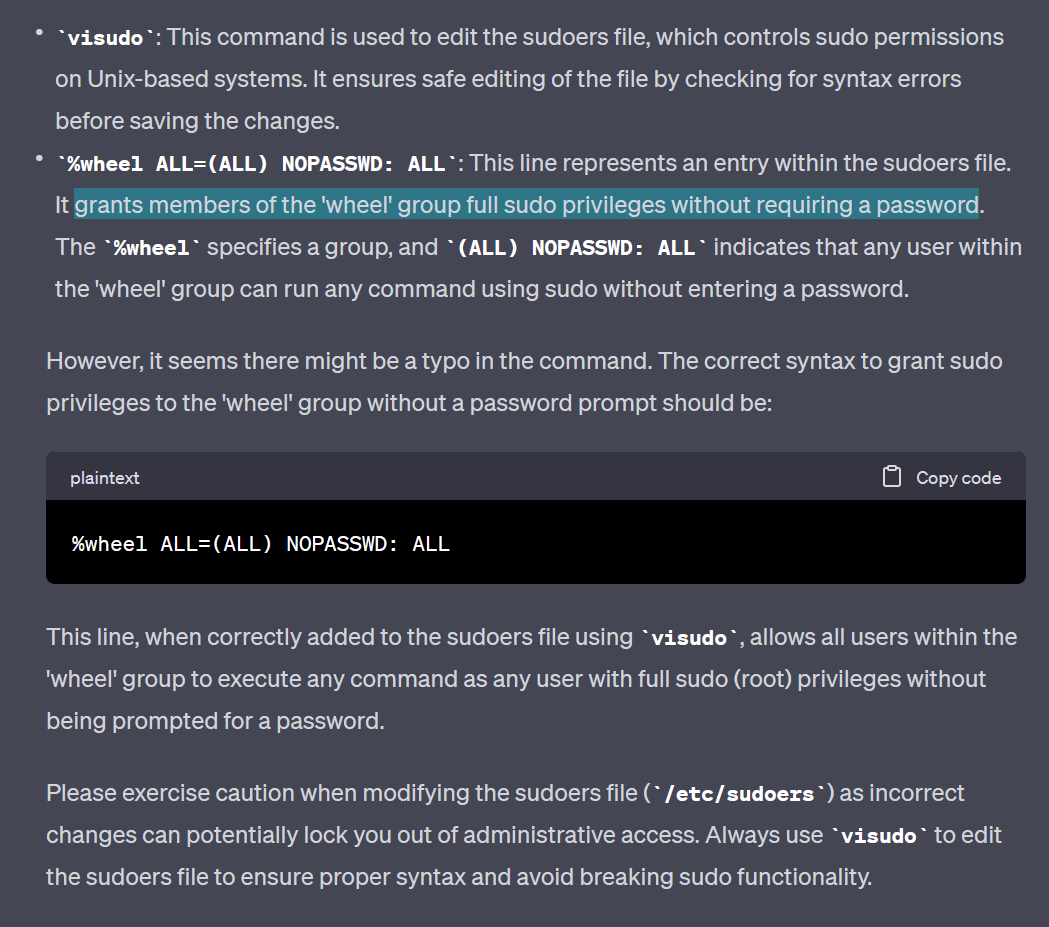 • `visudo`: This command is used to edit the sudoers file, which controls sudo permissions
on Unix-based systems. It ensures safe editing of the file by checking for syntax errors
before saving the changes.
• `%wheel ALL=(ALL) NOPASSWD: ALL`: This line represents an entry within the sudoers file.
It grants members of the 'wheel' group full sudo privileges without requiring a password.
The `%wheel` specifies a group, and `(ALL) NOPASSWD: ALL` indicates that any user within
the 'wheel' group can run any command using sudo without entering a password.
However, it seems there might be a typo in the command. The correct syntax to grant sudo
privileges to the 'wheel' group without a password prompt should be:
plaintext Copy code
%wheel ALL=(ALL) NOPASSWD: ALL
This line, when correctly added to the sudoers file using `visudo`, allows all users within the
'wheel' group to execute any command as any user with full sudo (root) privileges without
being prompted for a password.
Please exercise caution when modifying the sudoers file (`/etc/sudoers`) as incorrect
changes can potentially lock you out of administrative access. Always use `visudo` to edit
the sudoers file to ensure proper syntax and avoid breaking sudo functionality.